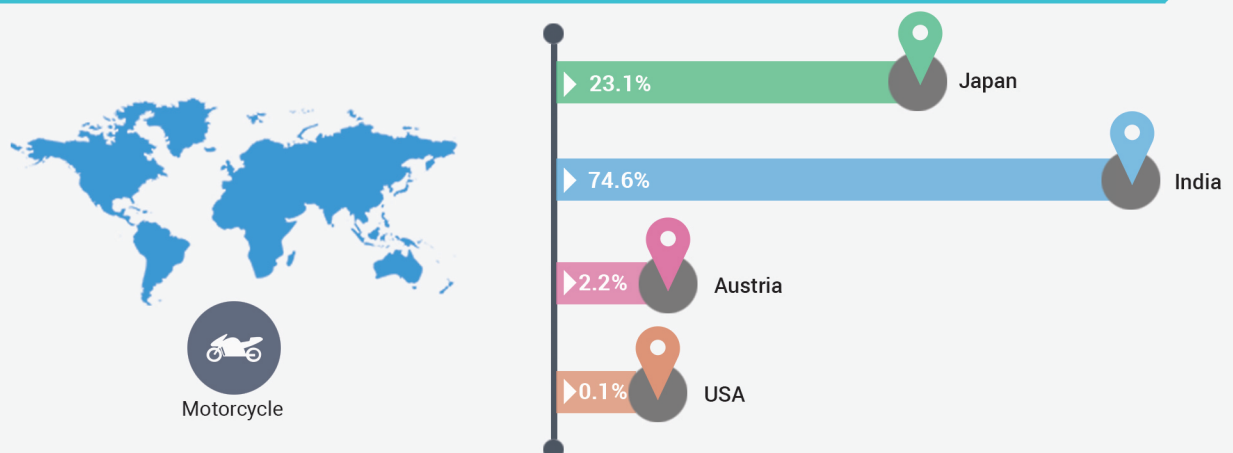 23.1%
Japan
74.6%
India
2.2%
Austria
0.1%
USA
Motorcycle